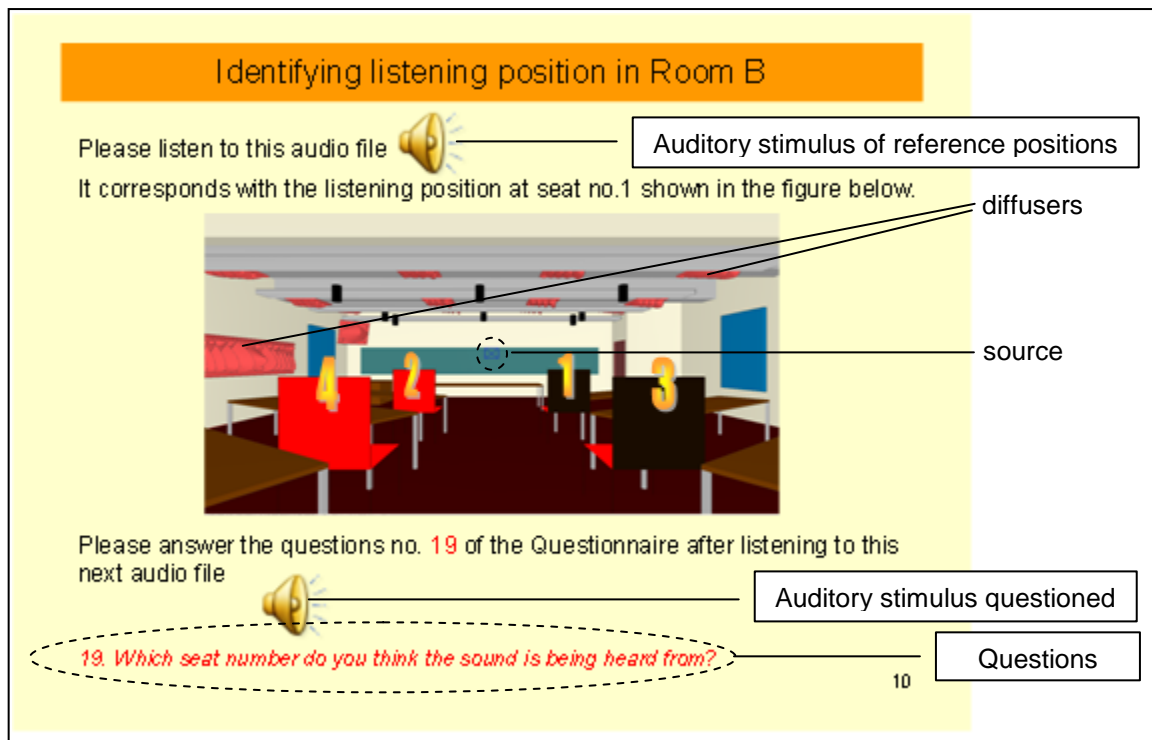 Identifying listening position in Room B
Please listen to this audio file
Auditory stimulus of reference positions
It corresponds with the listening position at seat no.1 shown in the figure below.
diffusers
source
4 2 1 3
Please answer the questions no. 19 of the Questionnaire after listening to this
next audio file
Auditory stimulus questioned
19. Which seat number do you think the sound is being heard from?
Questions
10